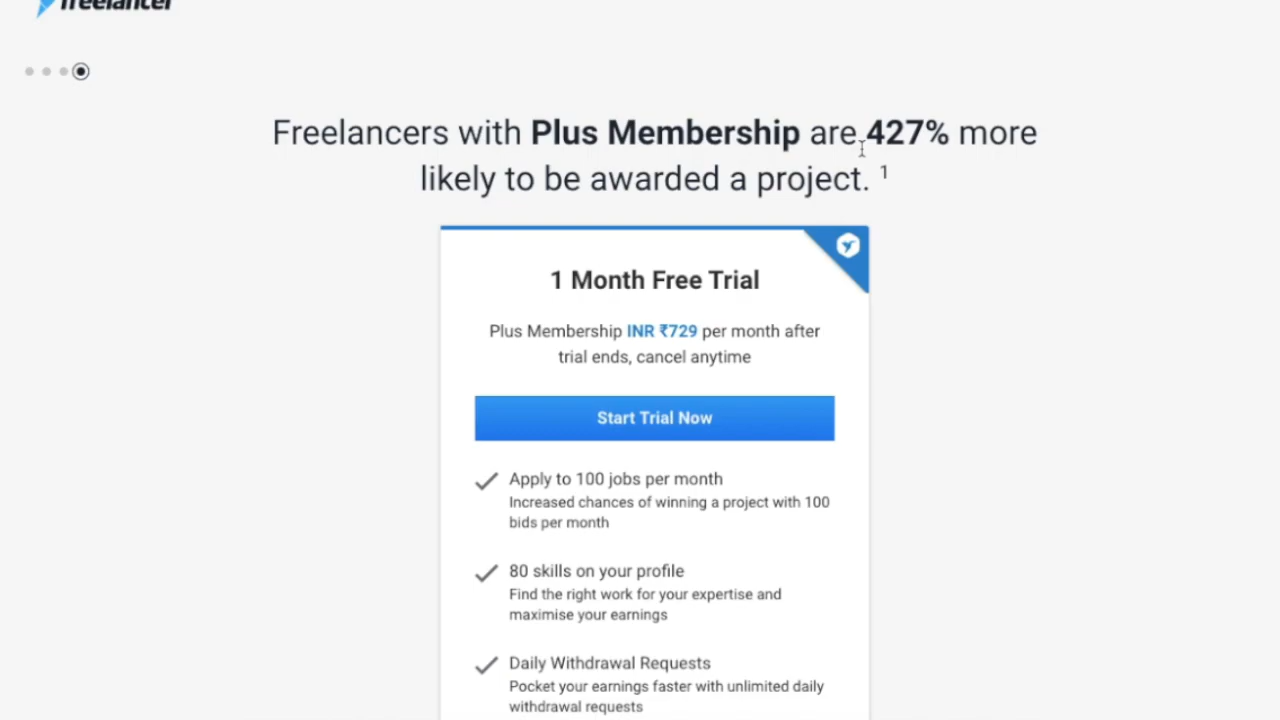 freelancer
Freelancers with Plus Membership are 427% more
likely to be awarded a project. 1
1 Month Free Trial
Plus Membership INR ₹729 per month after
trial ends, cancel anytime
Start Trial Now
Apply to 100 jobs per month
Increased chances of winning a project with 100
bids per month
80 skills on your profile
Find the right work for your expertise and
maximise your earnings
Daily Withdrawal Requests
Pocket your earnings faster with unlimited daily
withdrawal requests